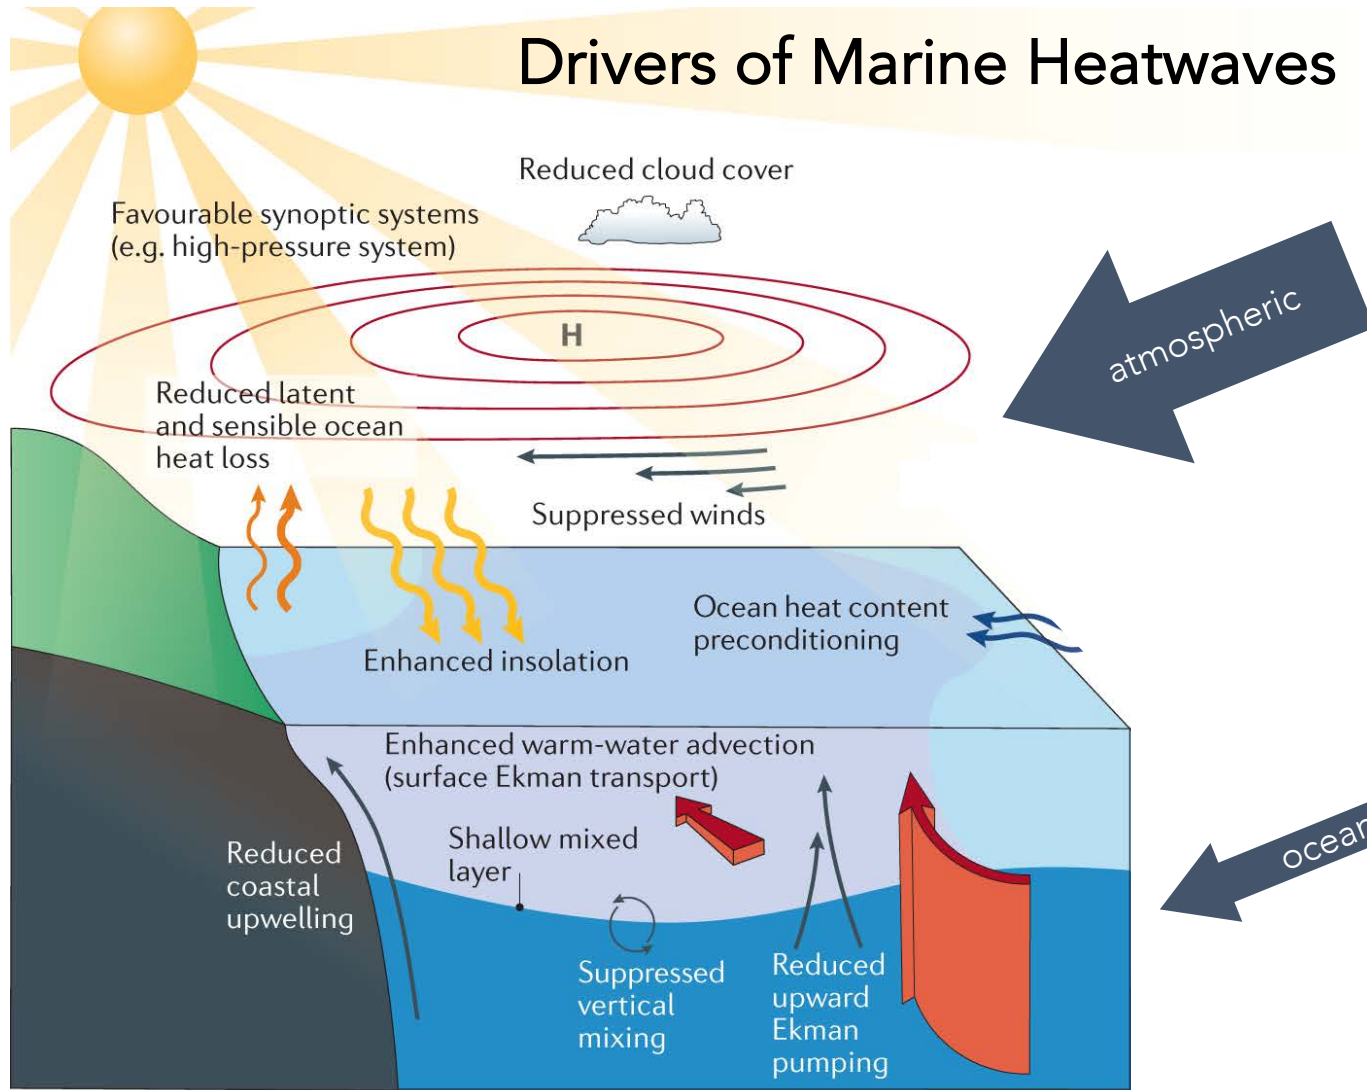 Drivers of Marine Heatwaves
Reduced cloud cover
Favourable synoptic systems
(e.g. high-pressure system)
H
atmospheric
Reduced latent
and sensible ocean
heat loss
Suppressed winds
Ocean heat content
preconditioning
Enhanced insolation
Enhanced warm-water advection
(surface Ekman transport)
Shallow mixed
layer
Reduced
coastal
upwelling
ocean
Suppressed
vertical
mixing
Reduced
upward
Ekman
pumping